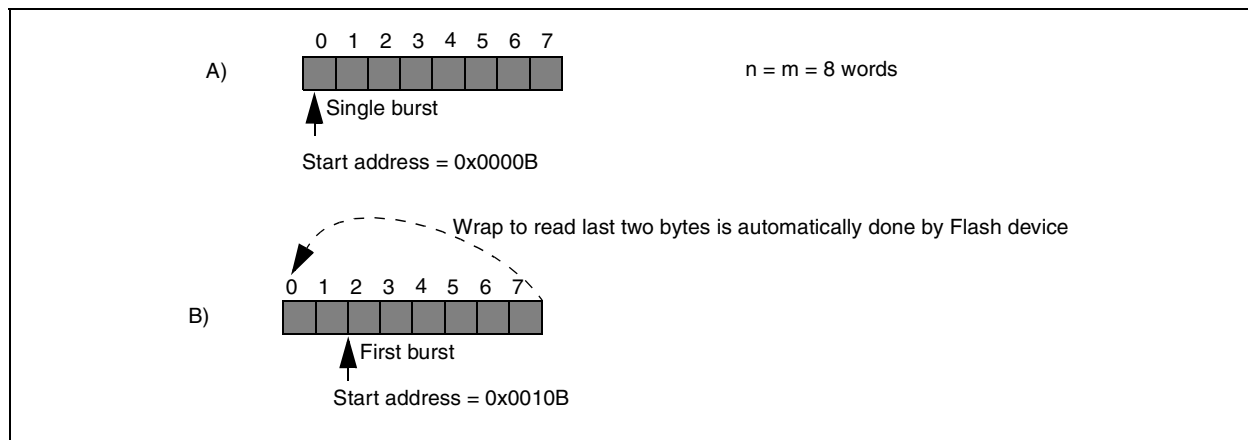 0 1 2 3 4 5 6 7
A)
n = m = 8 words
Single burst
Start address = 0x0000B
Wrap to read last two bytes is automatically done by Flash device
0 1 2 3 4 5 6 7
B)
First burst
Start address = 0x0010B